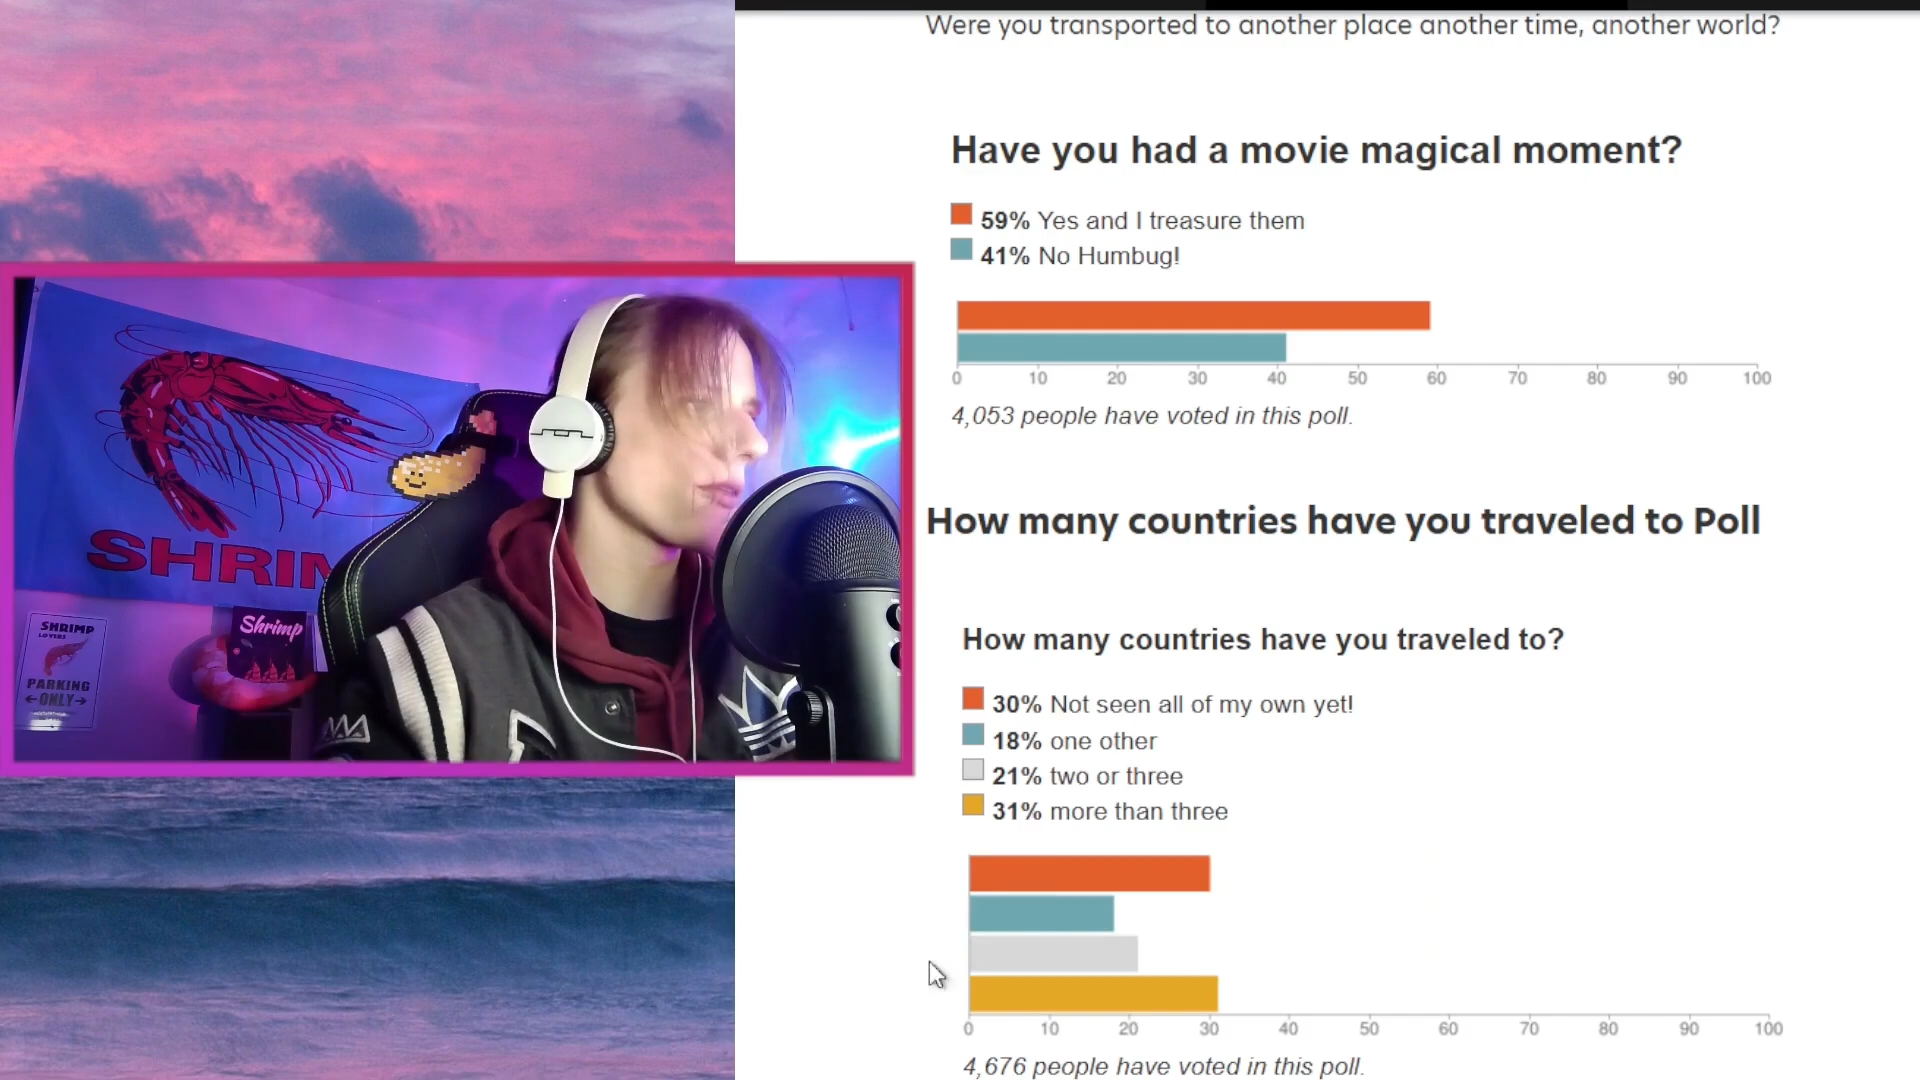 Were you transported to another place another time, another world?
Have you had a movie magical moment?
59% Yes and I treasure them
41% No Humbug!
0 10 20 30 40 50 60 70 80 90 100
4,053 people have voted in this poll.
How many countries have you traveled to Poll
How many countries have you traveled to?
30% Not seen all of my own yet!
18% one other
21% two or three
31% more than three
0 10 20 30 40 50 60 70 80 90 100
4,676 people have voted in this poll.
SHRIM
SHRIMP
LOVERS
PARKING
ONLY
Shrimp